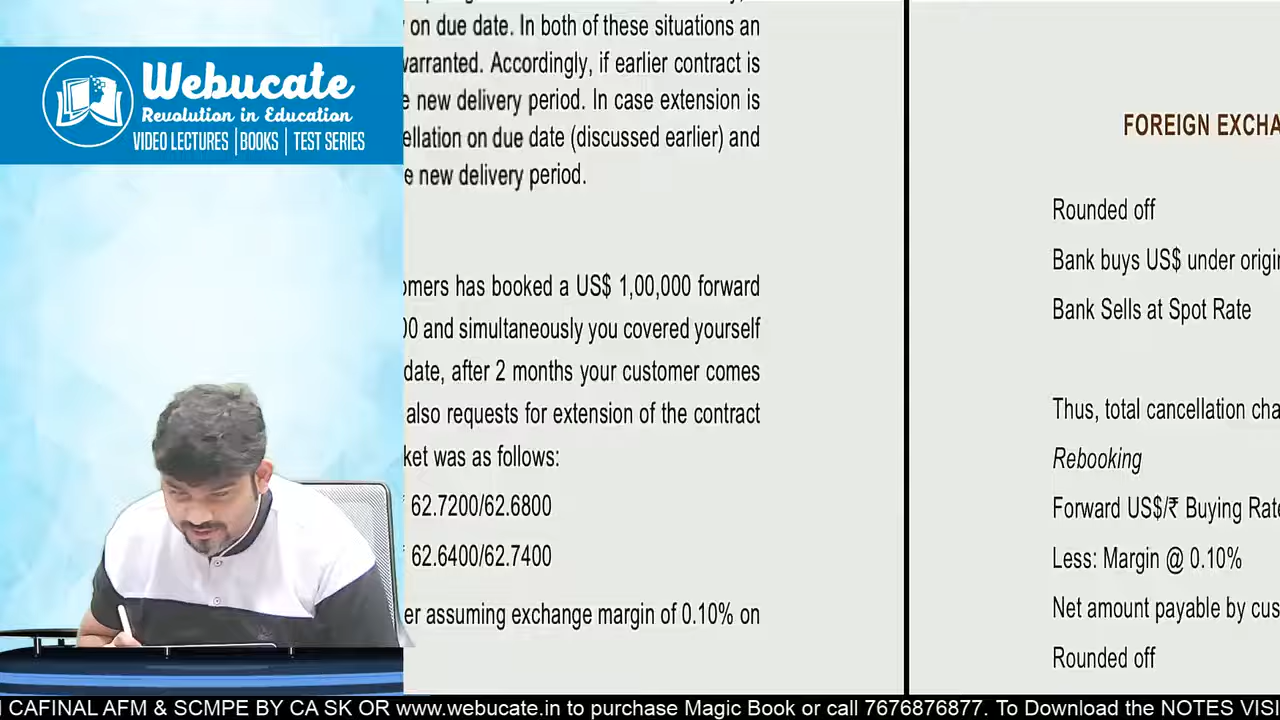 Webucate
Revolution in Education
VIDEO LECTURES | BOOKS | TEST SERIES
on due date. In both of these situations an
warranted. Accordingly, if earlier contract is
e new delivery period. In case extension is
ellation on due date (discussed earlier) and
e new delivery period.
omers has booked a US$ 1,00,000 forward
00 and simultaneously you covered yourself
date, after 2 months your customer comes
also requests for extension of the contract
ket was as follows:
62.7200/62.6800
62.6400/62.7400
er assuming exchange margin of 0.10% on
FOREIGN EXCHA
Rounded off
Bank buys US$ under origin
Bank Sells at Spot Rate
Thus, total cancellation cha
Rebooking
Forward US$/₹ Buying Rate
Less: Margin @ 0.10%
Net amount payable by cus
Rounded off
CAFINAL AFM & SCMPE BY CA SK OR www.webucate.in to purchase Magic Book or call 7676876877. To Download the NOTES VISI